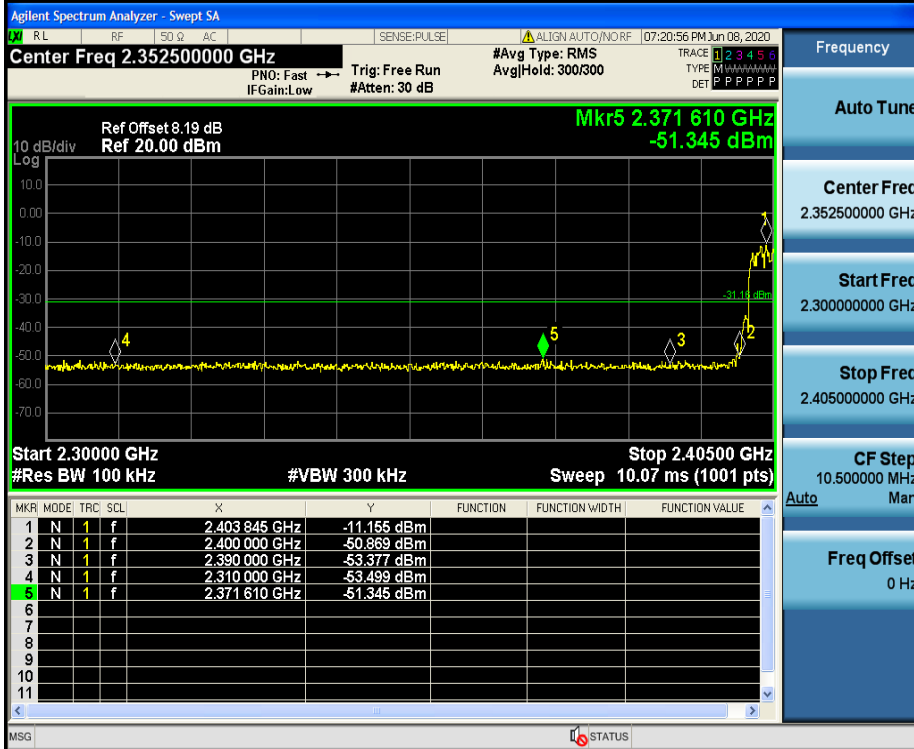 Agilent Spectrum Analyzer - Swept SA
LXI RL RF 50 Ω AC SENSE:PULSE ALIGN AUTO/NO RF 07:20:56 PM Jun 08, 2020
Center Freq 2.352500000 GHz
PNO: Fast
IFGain:Low
Trig: Free Run
#Atten: 30 dB
#Avg Type: RMS
Avg|Hold: 300/300
TRACE 1 2 3 4 5 6
TYPE M
DET P P P P P P
Ref Offset 8.19 dB
10 dB/div Ref 20.00 dBm
Log
Mkr5 2.371 610 GHz
-51.345 dBm
10.0
0.00
-10.0
-20.0
-30.0
-40.0
-50.0
-60.0
-70.0
1
-31.16 dBm
4
5
3
2
Start 2.30000 GHz Stop 2.40500 GHz
#Res BW 100 kHz #VBW 300 kHz Sweep 10.07 ms (1001 pts)
MKR MODE TRC SCL X Y FUNCTION FUNCTION WIDTH FUNCTION VALUE
1 N 1 f 2.403 845 GHz -11.155 dBm
2 N 1 f 2.400 000 GHz -50.869 dBm
3 N 1 f 2.390 000 GHz -53.377 dBm
4 N 1 f 2.310 000 GHz -53.499 dBm
5 N 1 f 2.371 610 GHz -51.345 dBm
6
7
8
9
10
11
MSG STATUS
Frequency
Auto Tune
Center Freq
2.352500000 GHz
Start Freq
2.300000000 GHz
Stop Freq
2.405000000 GHz
CF Step
10.500000 MHz
Auto Man
Freq Offset
0 Hz